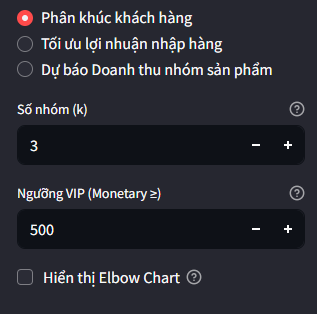 Phân khúc khách hàng
Tối ưu lợi nhuận nhập hàng
Dự báo Doanh thu nhóm sản phẩm
Số nhóm (k)
3
Ngưỡng VIP (Monetary ≥)
500
Hiển thị Elbow Chart